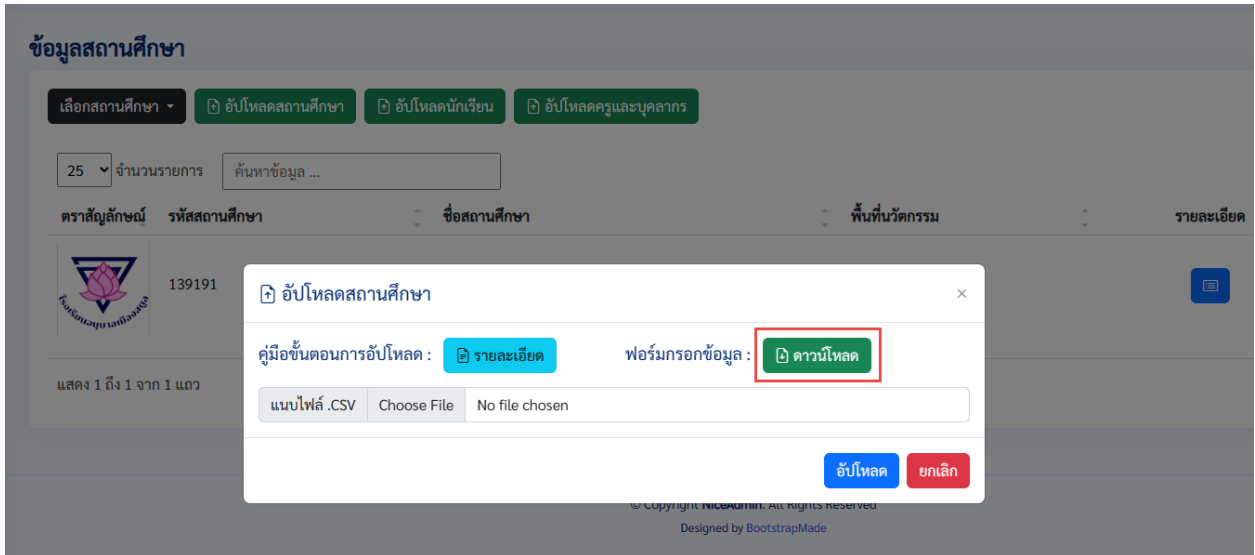 ข้อมูลสถานศึกษา
เลือกสถานศึกษา อัปโหลดสถานศึกษา อัปโหลดนักเรียน อัปโหลดครูและบุคลากร
25 จำนวนรายการ ค้นหาข้อมูล ...
ตราสัญลักษณ์ รหัสสถานศึกษา ชื่อสถานศึกษา พื้นที่นวัตกรรม รายละเอียด
139191
อัปโหลดสถานศึกษา ×
คู่มือขั้นตอนการอัปโหลด : รายละเอียด ฟอร์มกรอกข้อมูล : ดาวน์โหลด
แสดง 1 ถึง 1 จาก 1 แถว
แนบไฟล์ .CSV Choose File No file chosen
อัปโหลด ยกเลิก
© Copyright NiceAdmin. All Rights Reserved
Designed by BootstrapMade